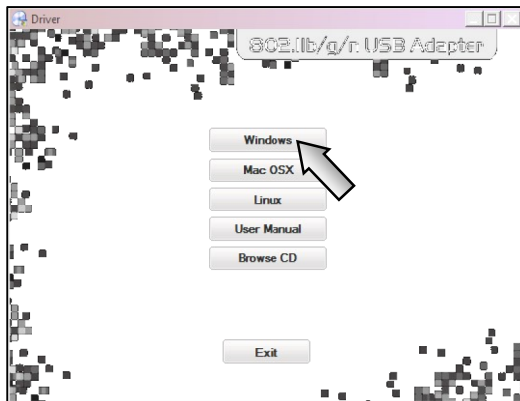 Driver
802.11b/g/n USB Adapter
Windows
Mac OSX
Linux
User Manual
Browse CD
Exit